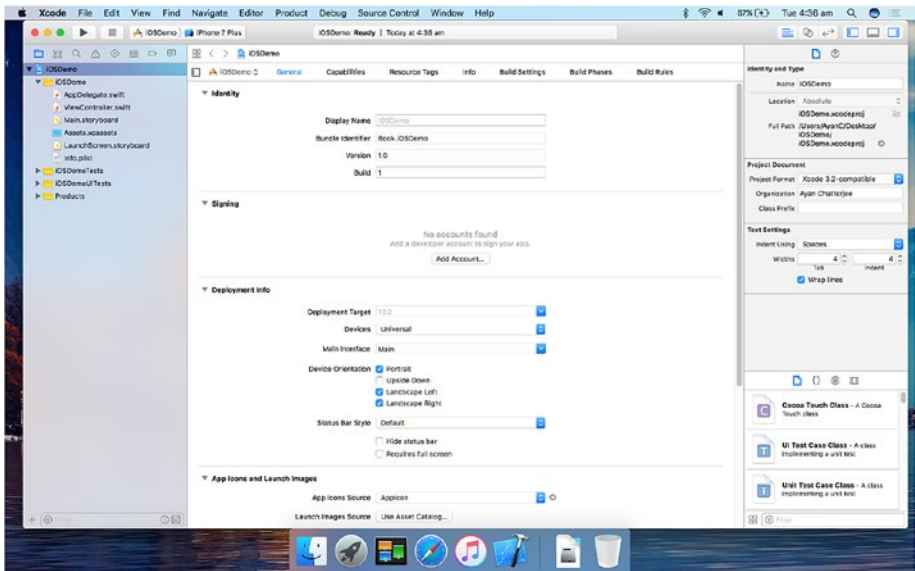 Xcode File Edit View Find Navigate Editor Product Debug Source Control Window Help 87% Tue 4:36 am
iOSDemo iPhone 7 Plus iOSDemo: Ready | Today at 4:36 am
iOSDemo
iOSDemo
iOSDemo
AppDelegate.swift
ViewController.swift
Main.storyboard
Assets.xcassets
LaunchScreen.storyboard
Info.plist
iOSDemoTests
iOSDemoUITests
Products
Filter
iOSDemo General Capabilities Resource Tags Info Build Settings Build Phases Build Rules
Identity
Display Name iOSDemo
Bundle Identifier Book.iOSDemo
Version 1.0
Build 1
Signing
No accounts found
Add a developer account to sign your app.
Add Account...
Deployment Info
Deployment Target
Devices Universal
Main Interface Main
Device Orientation Portrait
Upside Down
Landscape Left
Landscape Right
Status Bar Style Default
Hide status bar
Requires full screen
App Icons and Launch Images
App Icons Source AppIcon
Launch Images Source Use Asset Catalog...
Identity and Type
Name iOSDemo
Location Absolute
iOSDemo.xcodeproj
Full Path /Users/AyanC/Desktop/
iOSDemo/
iOSDemo.xcodeproj
Project Document
Project Format Xcode 3.2-compatible
Organization Ayan Chatterjee
Class Prefix
Text Settings
Indent Using Spaces
Widths 4 4
Tab Indent
Wrap lines
{}
C
Cocoa Touch Class - A Cocoa
Touch class
T
UI Test Case Class - A class
implementing a unit test
T
Unit Test Case Class - A class
implementing a unit test
Filter